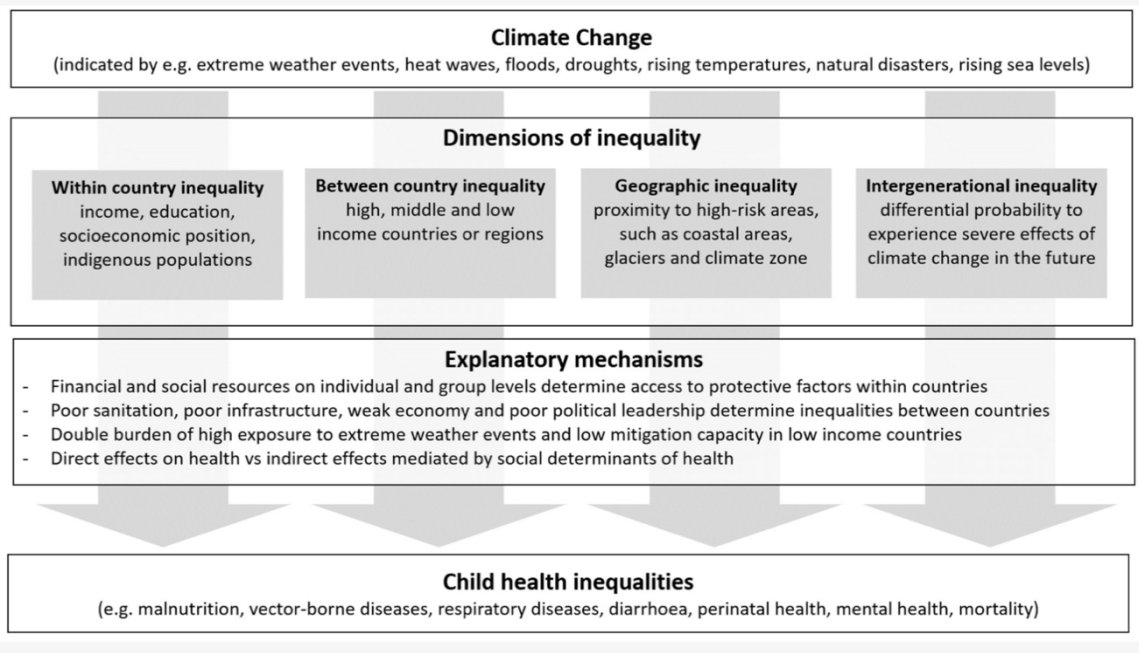 Climate Change
(indicated by e.g. extreme weather events, heat waves, floods, droughts, rising temperatures, natural disasters, rising sea levels)
Dimensions of inequality
Within country inequality
income, education,
socioeconomic position,
indigenous populations
Between country inequality
high, middle and low
income countries or regions
Geographic inequality
proximity to high-risk areas,
such as coastal areas,
glaciers and climate zone
Intergenerational inequality
differential probability to
experience severe effects of
climate change in the future
Explanatory mechanisms
- Financial and social resources on individual and group levels determine access to protective factors within countries
- Poor sanitation, poor infrastructure, weak economy and poor political leadership determine inequalities between countries
- Double burden of high exposure to extreme weather events and low mitigation capacity in low income countries
- Direct effects on health vs indirect effects mediated by social determinants of health
Child health inequalities
(e.g. malnutrition, vector-borne diseases, respiratory diseases, diarrhoea, perinatal health, mental health, mortality)